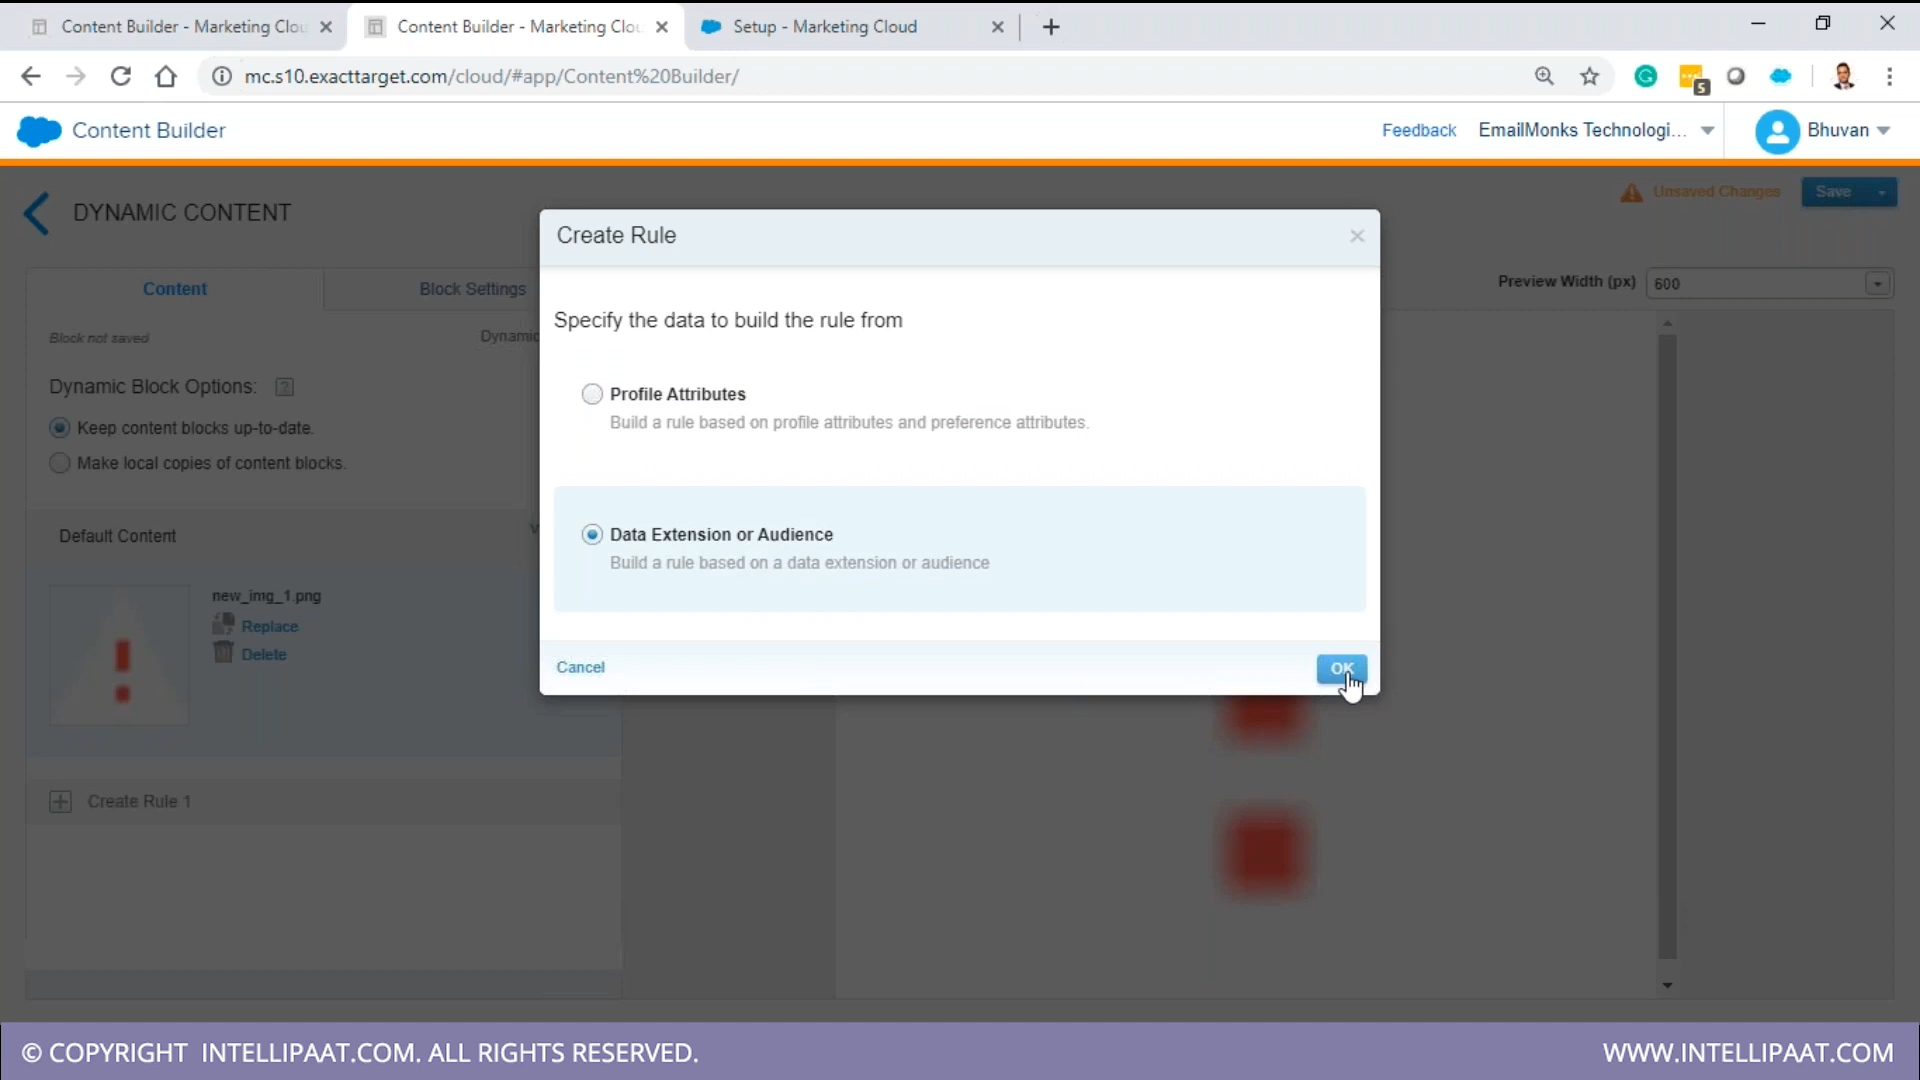 Content Builder - Marketing Clou
Content Builder - Marketing Clou
Setup - Marketing Cloud
mc.s10.exacttarget.com/cloud/#app/Content%20Builder/
5
Content Builder
Feedback
EmailMonks Technologi...
Bhuvan
DYNAMIC CONTENT
Unsaved Changes
Save
Content
Block Settings
Preview Width (px)
600
Block not saved
Dynamic
Dynamic Block Options:
?
Keep content blocks up-to-date.
Make local copies of content blocks.
Default Content
new_img_1.png
Replace
Delete
Create Rule 1
Create Rule
Specify the data to build the rule from
Profile Attributes
Build a rule based on profile attributes and preference attributes.
Data Extension or Audience
Build a rule based on a data extension or audience
Cancel
OK
© COPYRIGHT INTELLIPAAT.COM. ALL RIGHTS RESERVED.
WWW.INTELLIPAAT.COM